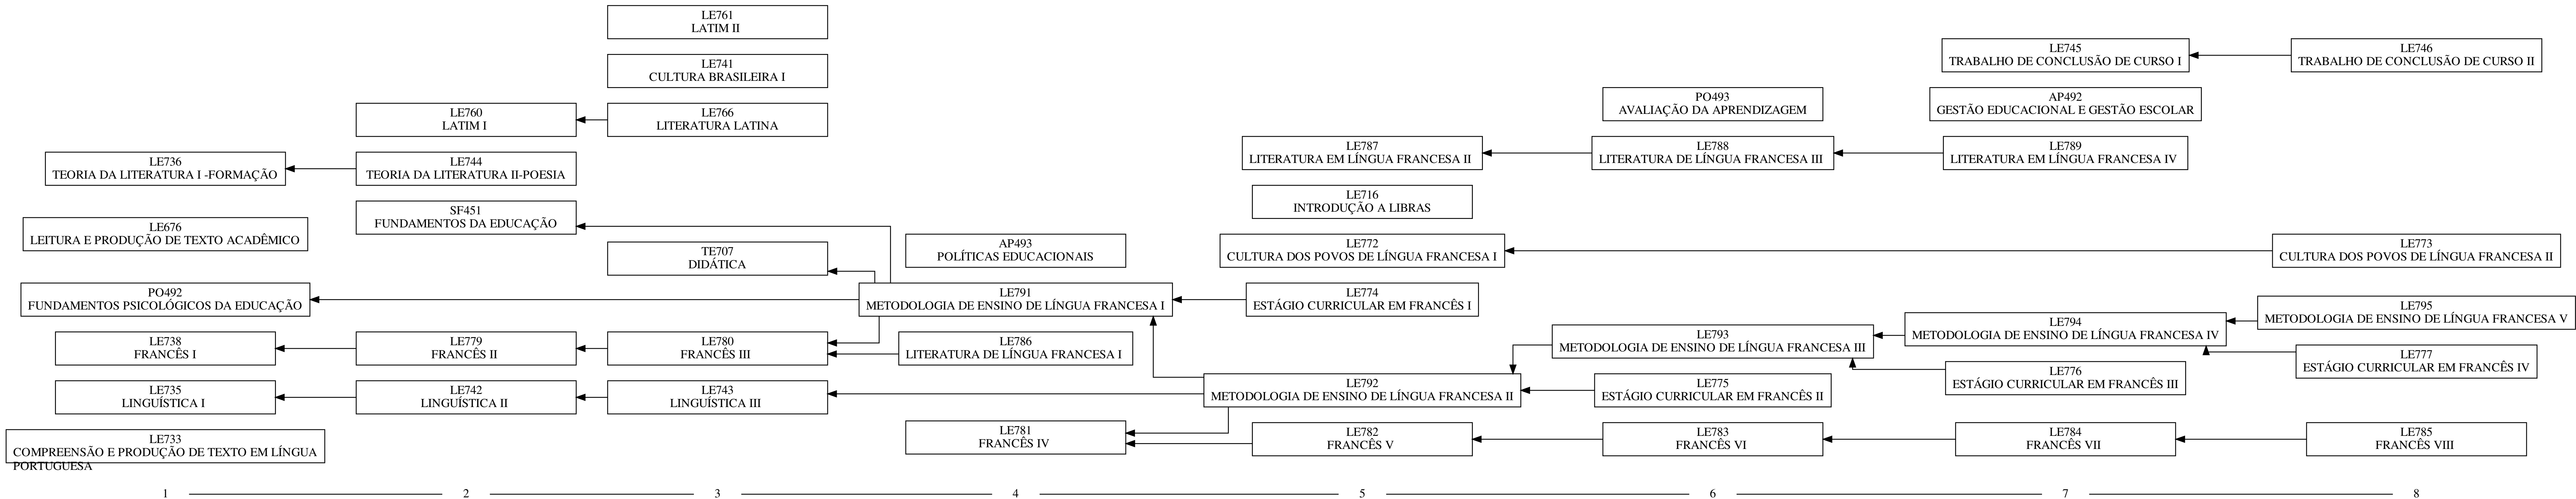 LE761
LATIM II
LE741
CULTURA BRASILEIRA I
LE745
TRABALHO DE CONCLUSÃO DE CURSO I
LE746
TRABALHO DE CONCLUSÃO DE CURSO II
LE760
LATIM I
LE766
LITERATURA LATINA
PO493
AVALIAÇÃO DA APRENDIZAGEM
AP492
GESTÃO EDUCACIONAL E GESTÃO ESCOLAR
LE736
TEORIA DA LITERATURA I -FORMAÇÃO
LE744
TEORIA DA LITERATURA II-POESIA
LE787
LITERATURA EM LÍNGUA FRANCESA II
LE788
LITERATURA DE LÍNGUA FRANCESA III
LE789
LITERATURA EM LÍNGUA FRANCESA IV
LE676
LEITURA E PRODUÇÃO DE TEXTO ACADÊMICO
SF451
FUNDAMENTOS DA EDUCAÇÃO
LE716
INTRODUÇÃO A LIBRAS
TE707
DIDÁTICA
AP493
POLÍTICAS EDUCACIONAIS
LE772
CULTURA DOS POVOS DE LÍNGUA FRANCESA I
LE773
CULTURA DOS POVOS DE LÍNGUA FRANCESA II
PO492
FUNDAMENTOS PSICOLÓGICOS DA EDUCAÇÃO
LE791
METODOLOGIA DE ENSINO DE LÍNGUA FRANCESA I
LE774
ESTÁGIO CURRICULAR EM FRANCÊS I
LE795
METODOLOGIA DE ENSINO DE LÍNGUA FRANCESA V
LE738
FRANCÊS I
LE779
FRANCÊS II
LE780
FRANCÊS III
LE786
LITERATURA DE LÍNGUA FRANCESA I
LE793
METODOLOGIA DE ENSINO DE LÍNGUA FRANCESA III
LE794
METODOLOGIA DE ENSINO DE LÍNGUA FRANCESA IV
LE777
ESTÁGIO CURRICULAR EM FRANCÊS IV
LE735
LINGUÍSTICA I
LE742
LINGUÍSTICA II
LE743
LINGUÍSTICA III
LE792
METODOLOGIA DE ENSINO DE LÍNGUA FRANCESA II
LE775
ESTÁGIO CURRICULAR EM FRANCÊS II
LE776
ESTÁGIO CURRICULAR EM FRANCÊS III
LE733
COMPREENSÃO E PRODUÇÃO DE TEXTO EM LÍNGUA
PORTUGUESA
LE781
FRANCÊS IV
LE782
FRANCÊS V
LE783
FRANCÊS VI
LE784
FRANCÊS VII
LE785
FRANCÊS VIII
1 2 3 4 5 6 7 8